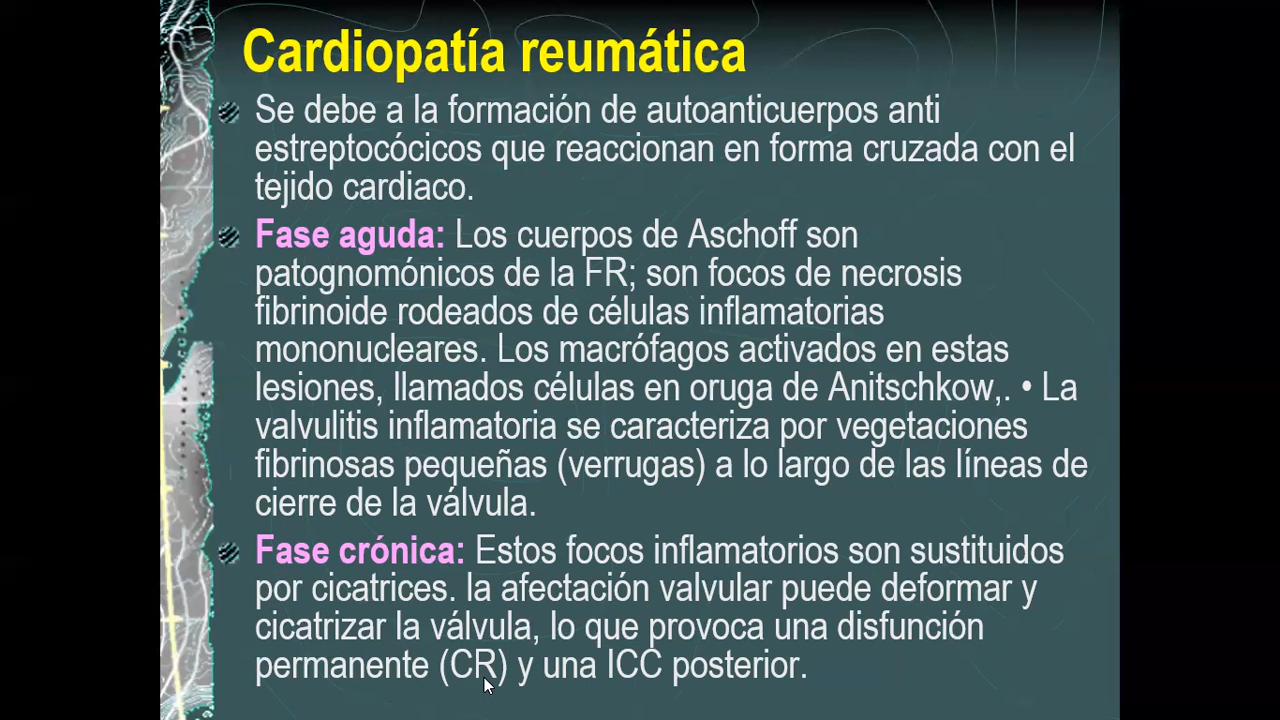 Cardiopatía reumática
Se debe a la formación de autoanticuerpos anti
estreptocócicos que reaccionan en forma cruzada con el
tejido cardiaco.
Fase aguda: Los cuerpos de Aschoff son
patognomónicos de la FR; son focos de necrosis
fibrinoide rodeados de células inflamatorias
mononucleares. Los macrófagos activados en estas
lesiones, llamados células en oruga de Anitschkow,. • La
valvulitis inflamatoria se caracteriza por vegetaciones
fibrinosas pequeñas (verrugas) a lo largo de las líneas de
cierre de la válvula.
Fase crónica: Estos focos inflamatorios son sustituidos
por cicatrices. la afectación valvular puede deformar y
cicatrizar la válvula, lo que provoca una disfunción
permanente (CR) y una ICC posterior.